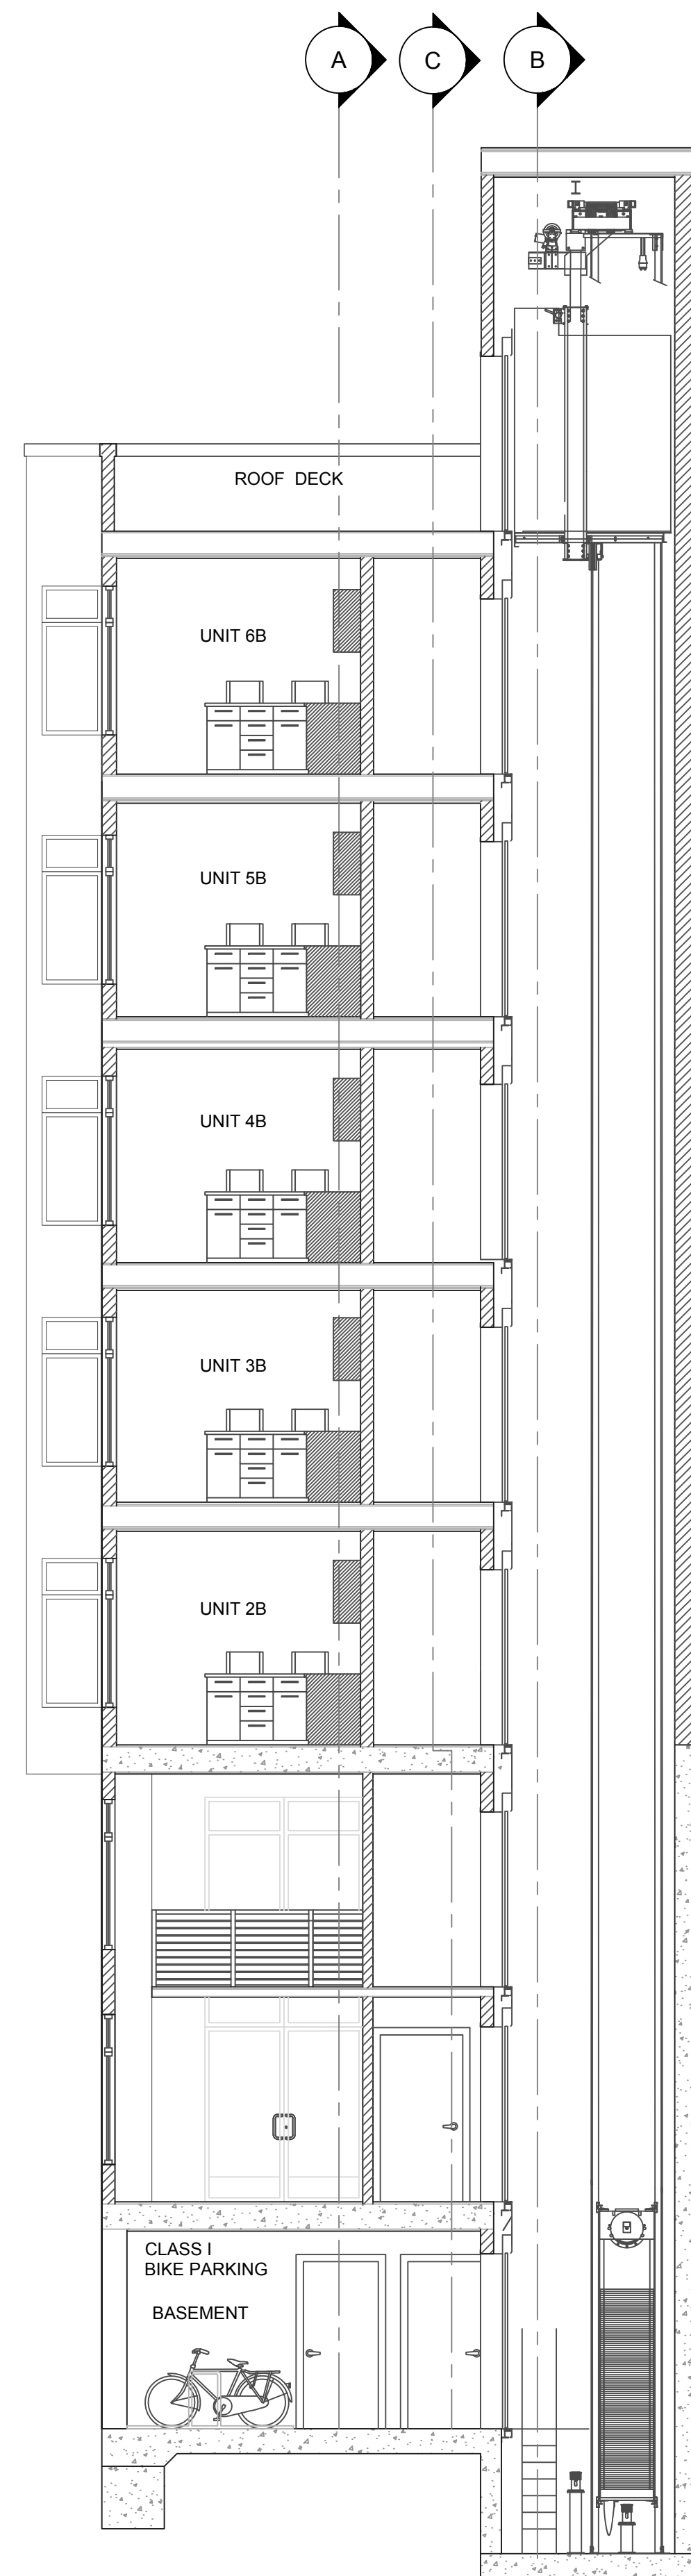 A
C
B
ROOF DECK
UNIT 6B
UNIT 5B
UNIT 4B
UNIT 3B
UNIT 2B
CLASS I
BIKE PARKING
BASEMENT